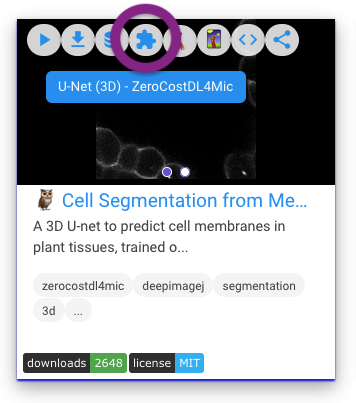 U-Net (3D) - ZeroCostDL4Mic
Cell Segmentation from Me...
A 3D U-net to predict cell membranes in
plant tissues, trained o...
zerocostdl4mic deepimagej segmentation
3d ...
downloads 2648 license MIT